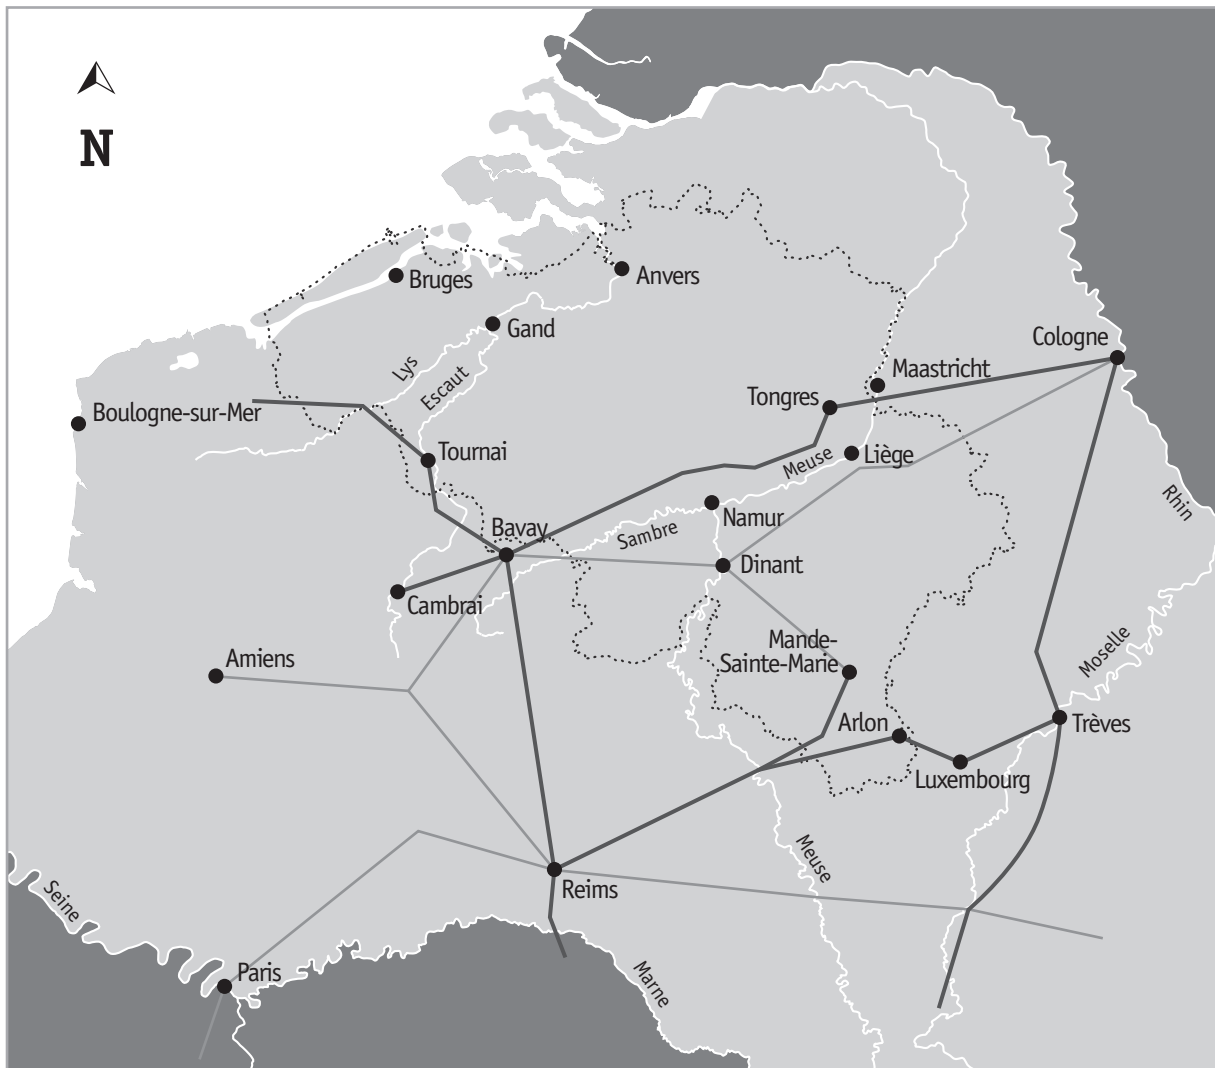 N
Bruges
Anvers
Gand
Cologne
Lys
Escaut
Maastricht
Tongres
Boulogne-sur-Mer
Tournai
Meuse
Liège
Rhin
Namur
Sambre
Bavay
Dinant
Cambrai
Mande-
Sainte-Marie
Moselle
Amiens
Arlon
Trèves
Luxembourg
Meuse
Reims
Seine
Paris
Marne